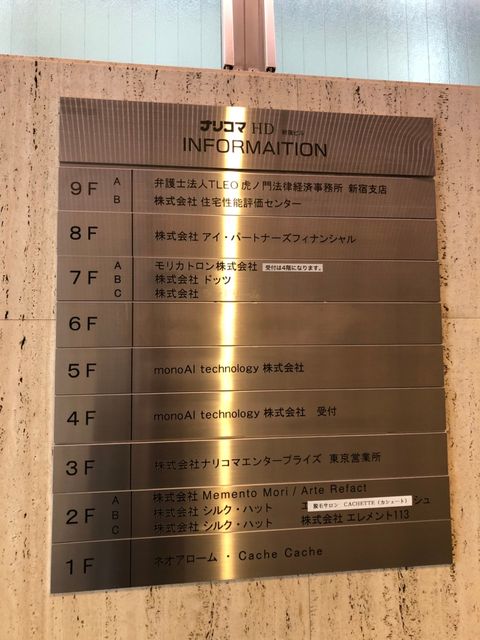 ナリコマ HD 新宿ビル
INFORMAITION
9F A 弁護士法人TLEO 虎ノ門法律経済事務所 新宿支店
B 株式会社 住宅性能評価センター
8F 株式会社 アイ・パートナーズフィナンシャル
7F A モリカトロン株式会社 受付は4階になります。
B 株式会社 ドッツ
C 株式会社
6F
5F monoAI technology 株式会社
4F monoAI technology 株式会社 受付
3F 株式会社ナリコマエンタープライズ 東京営業所
2F A 株式会社 Memento Mori / Arte Refact
B 株式会社 シルク・ハット 脱毛サロン CACHETTE（カシェート） シュ
C 株式会社 シルク・ハット 株式会社 エレメント113
1F ネオアローム ・ Cache Cache